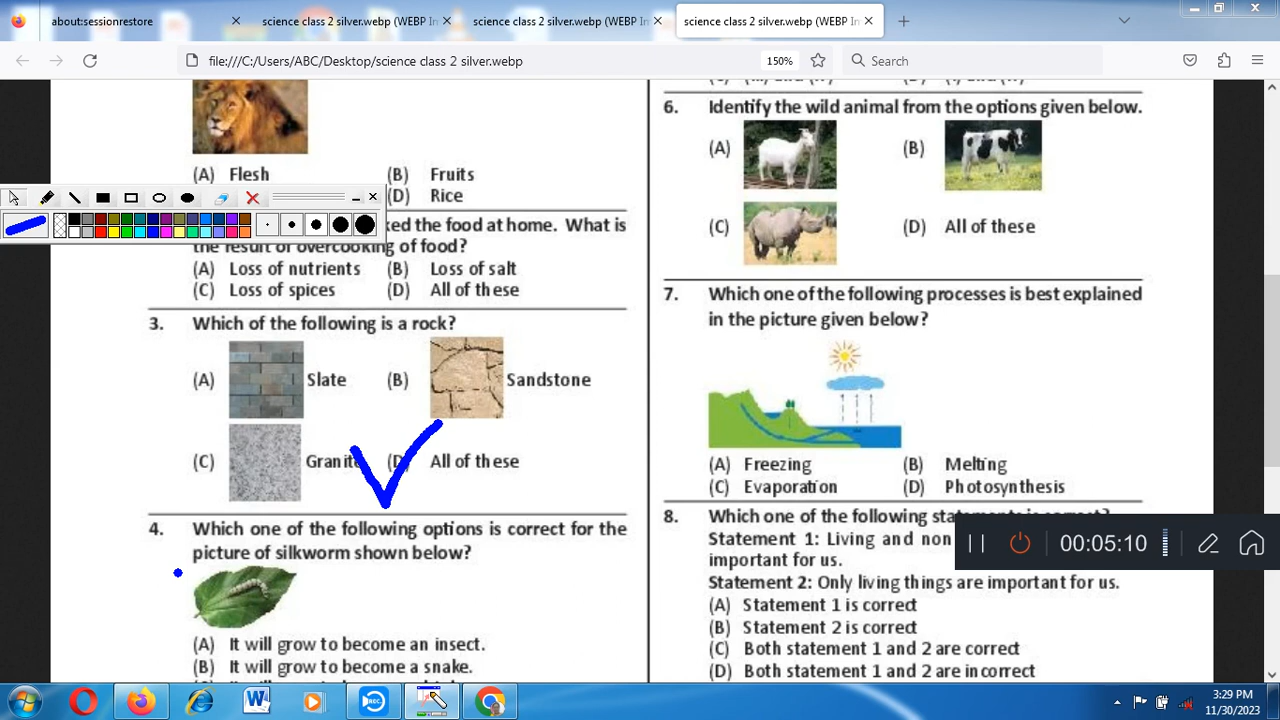 about:sessionrestore
science class 2 silver.webp (WEBP In
science class 2 silver.webp (WEBP In
science class 2 silver.webp (WEBP In
file:///C:/Users/ABC/Desktop/science class 2 silver.webp
150%
Search
(A) Flesh (B) Fruits
(D) Rice
the food at home. What is
the result of overcooking of food?
(A) Loss of nutrients (B) Loss of salt
(C) Loss of spices (D) All of these
3. Which of the following is a rock?
(A) Slate (B) Sandstone
(C) Granite (D) All of these
4. Which one of the following options is correct for the
picture of silkworm shown below?
(A) It will grow to become an insect.
(B) It will grow to become a snake.
6. Identify the wild animal from the options given below.
(A) (B)
(C) (D) All of these
7. Which one of the following processes is best explained
in the picture given below?
(A) Freezing (B) Melting
(C) Evaporation (D) Photosynthesis
8. Which one of the following statements is correct?
Statement 1: Living and non
important for us.
Statement 2: Only living things are important for us.
(A) Statement 1 is correct
(B) Statement 2 is correct
(C) Both statement 1 and 2 are correct
(D) Both statement 1 and 2 are incorrect
00:05:10
REC
3:29 PM
11/30/2023